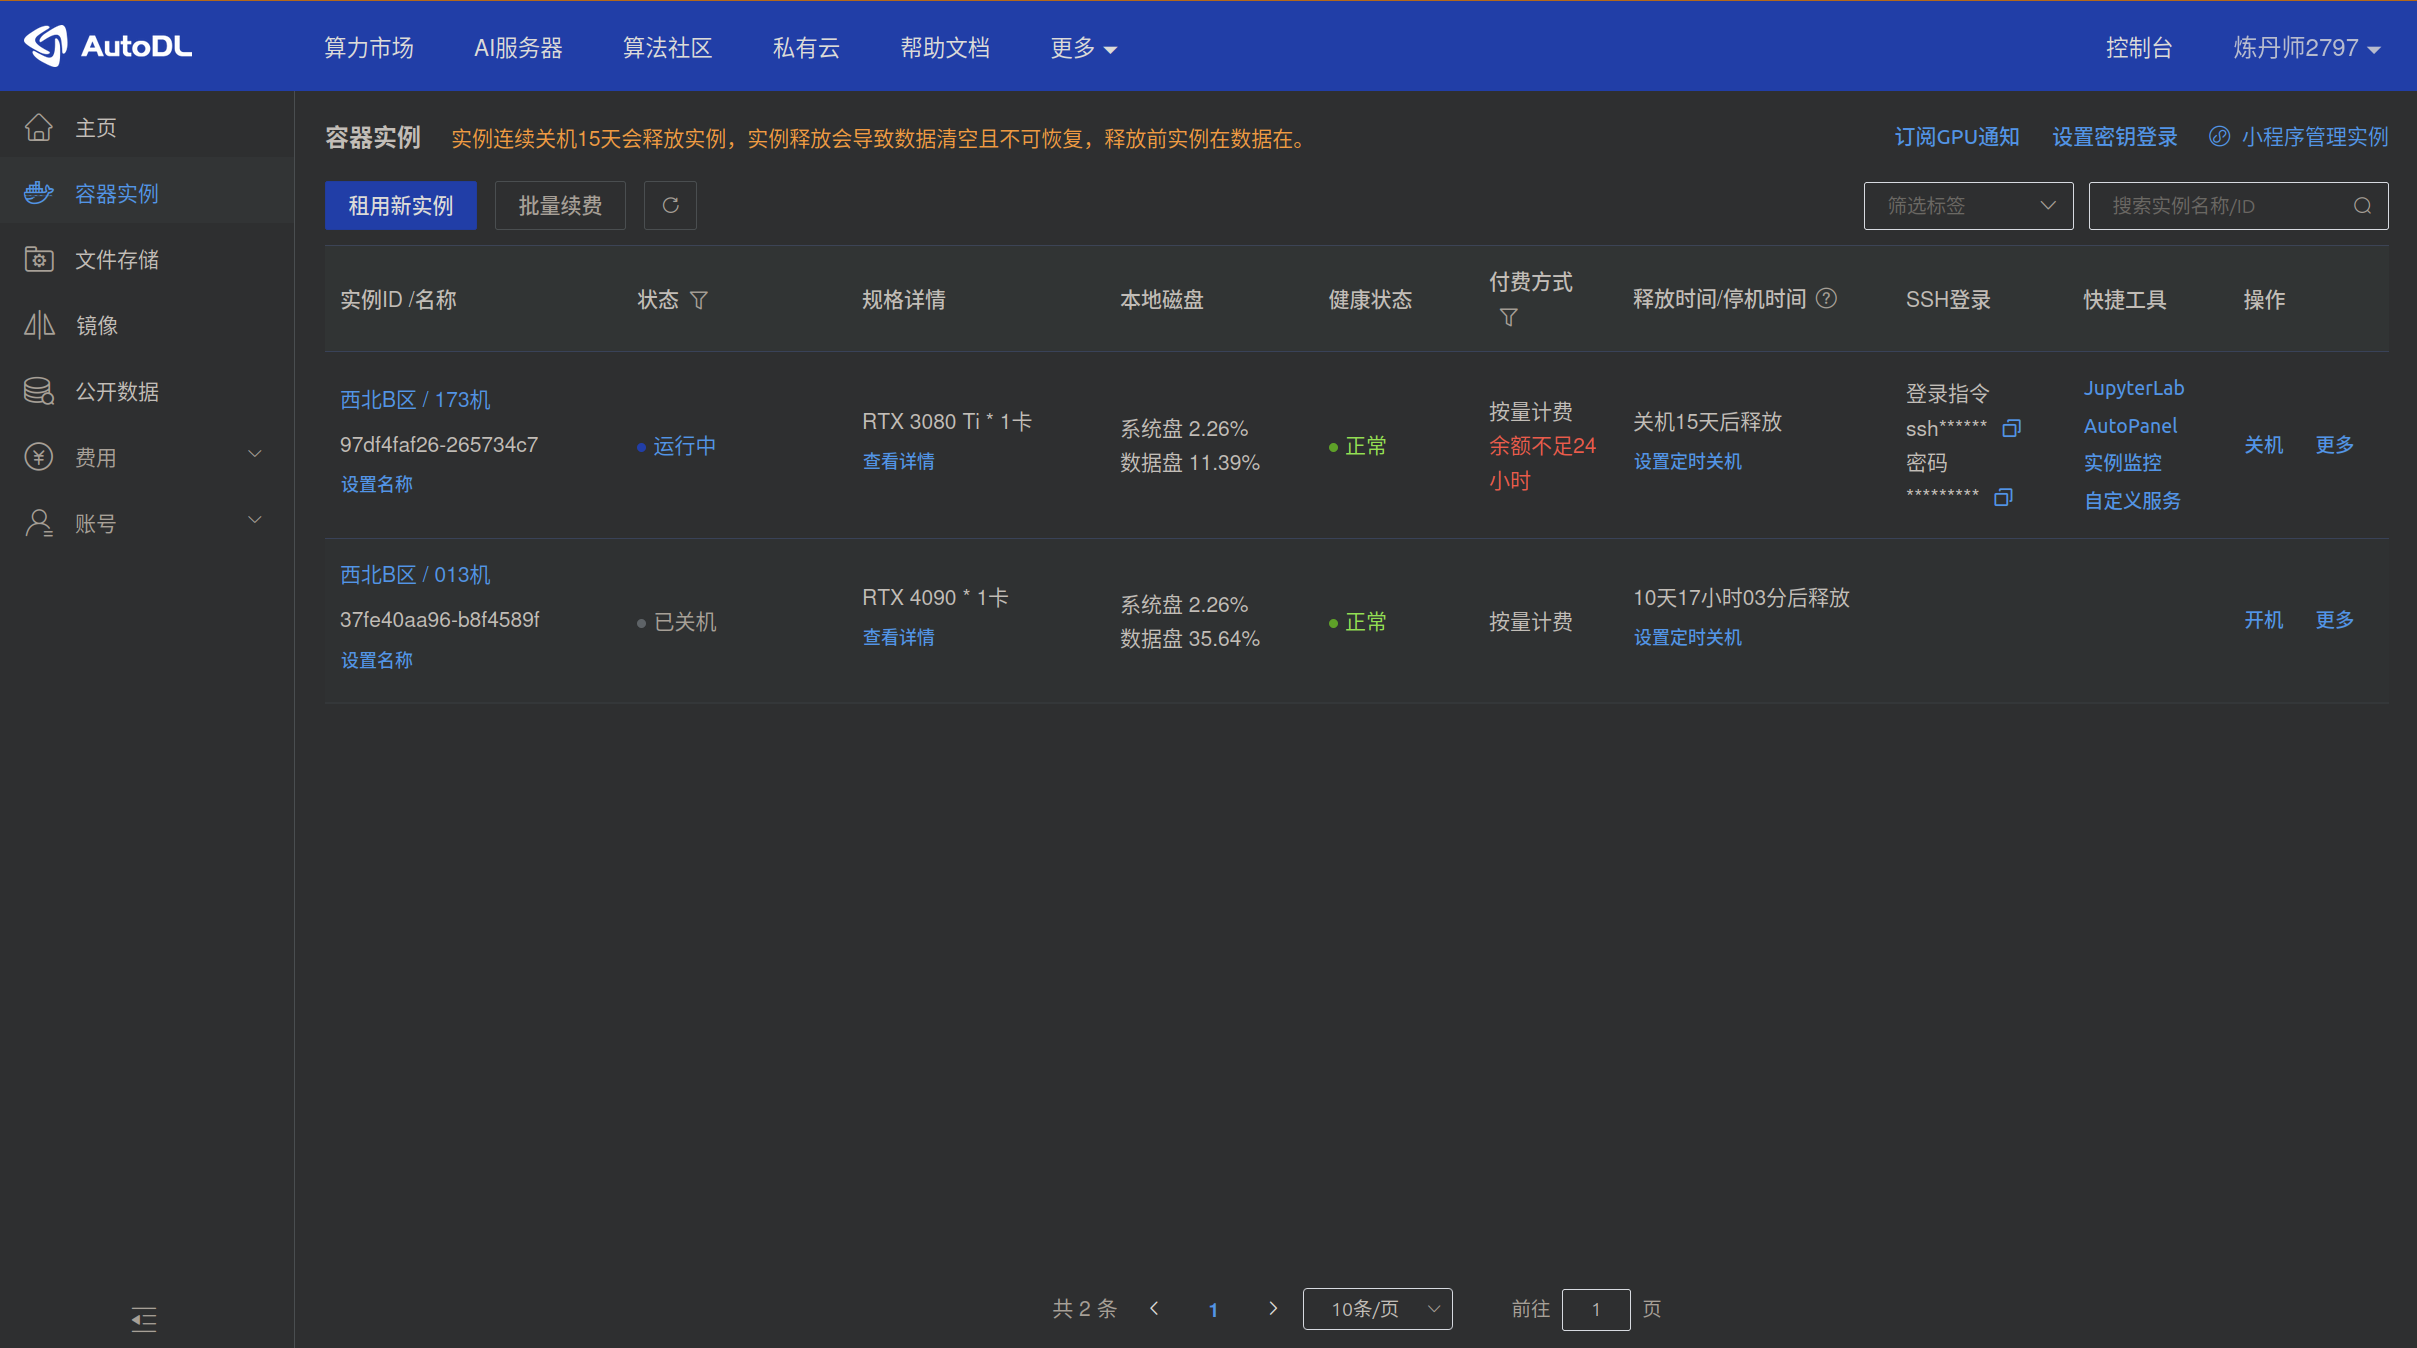 AutoDL
算力市场
AI服务器
算法社区
私有云
帮助文档
更多
控制台
炼丹师2797
主页
容器实例
文件存储
镜像
公开数据
费用
账号
容器实例
实例连续关机15天会释放实例，实例释放会导致数据清空且不可恢复，释放前实例在数据在。
订阅GPU通知
设置密钥登录
小程序管理实例
租用新实例
批量续费
筛选标签
搜索实例名称/ID
实例ID /名称
状态
规格详情
本地磁盘
健康状态
付费方式
释放时间/停机时间
SSH登录
快捷工具
操作
西北B区 / 173机
97df4faf26-265734c7
设置名称
运行中
RTX 3080 Ti * 1卡
查看详情
系统盘 2.26%
数据盘 11.39%
正常
按量计费
余额不足24
小时
关机15天后释放
设置定时关机
登录指令
ssh******
密码
*********
JupyterLab
AutoPanel
实例监控
自定义服务
关机
更多
西北B区 / 013机
37fe40aa96-b8f4589f
设置名称
已关机
RTX 4090 * 1卡
查看详情
系统盘 2.26%
数据盘 35.64%
正常
按量计费
10天17小时03分后释放
设置定时关机
开机
更多
共 2 条
1
10条/页
前往
1
页